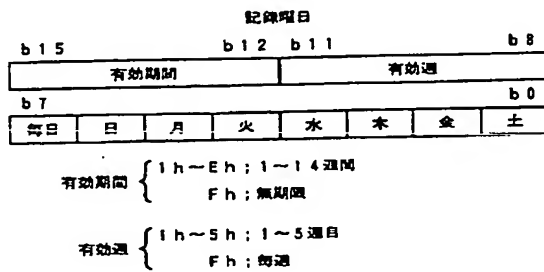 記録曜日
b15 b12 b11 b8
有効期間 有効週
b7 b0
毎日 日 月 火 水 木 金 土
有効期間 { 1h～Eh;1～14週間
Fh;無期限
有効週 { 1h～5h;1～5週目
Fh;毎週